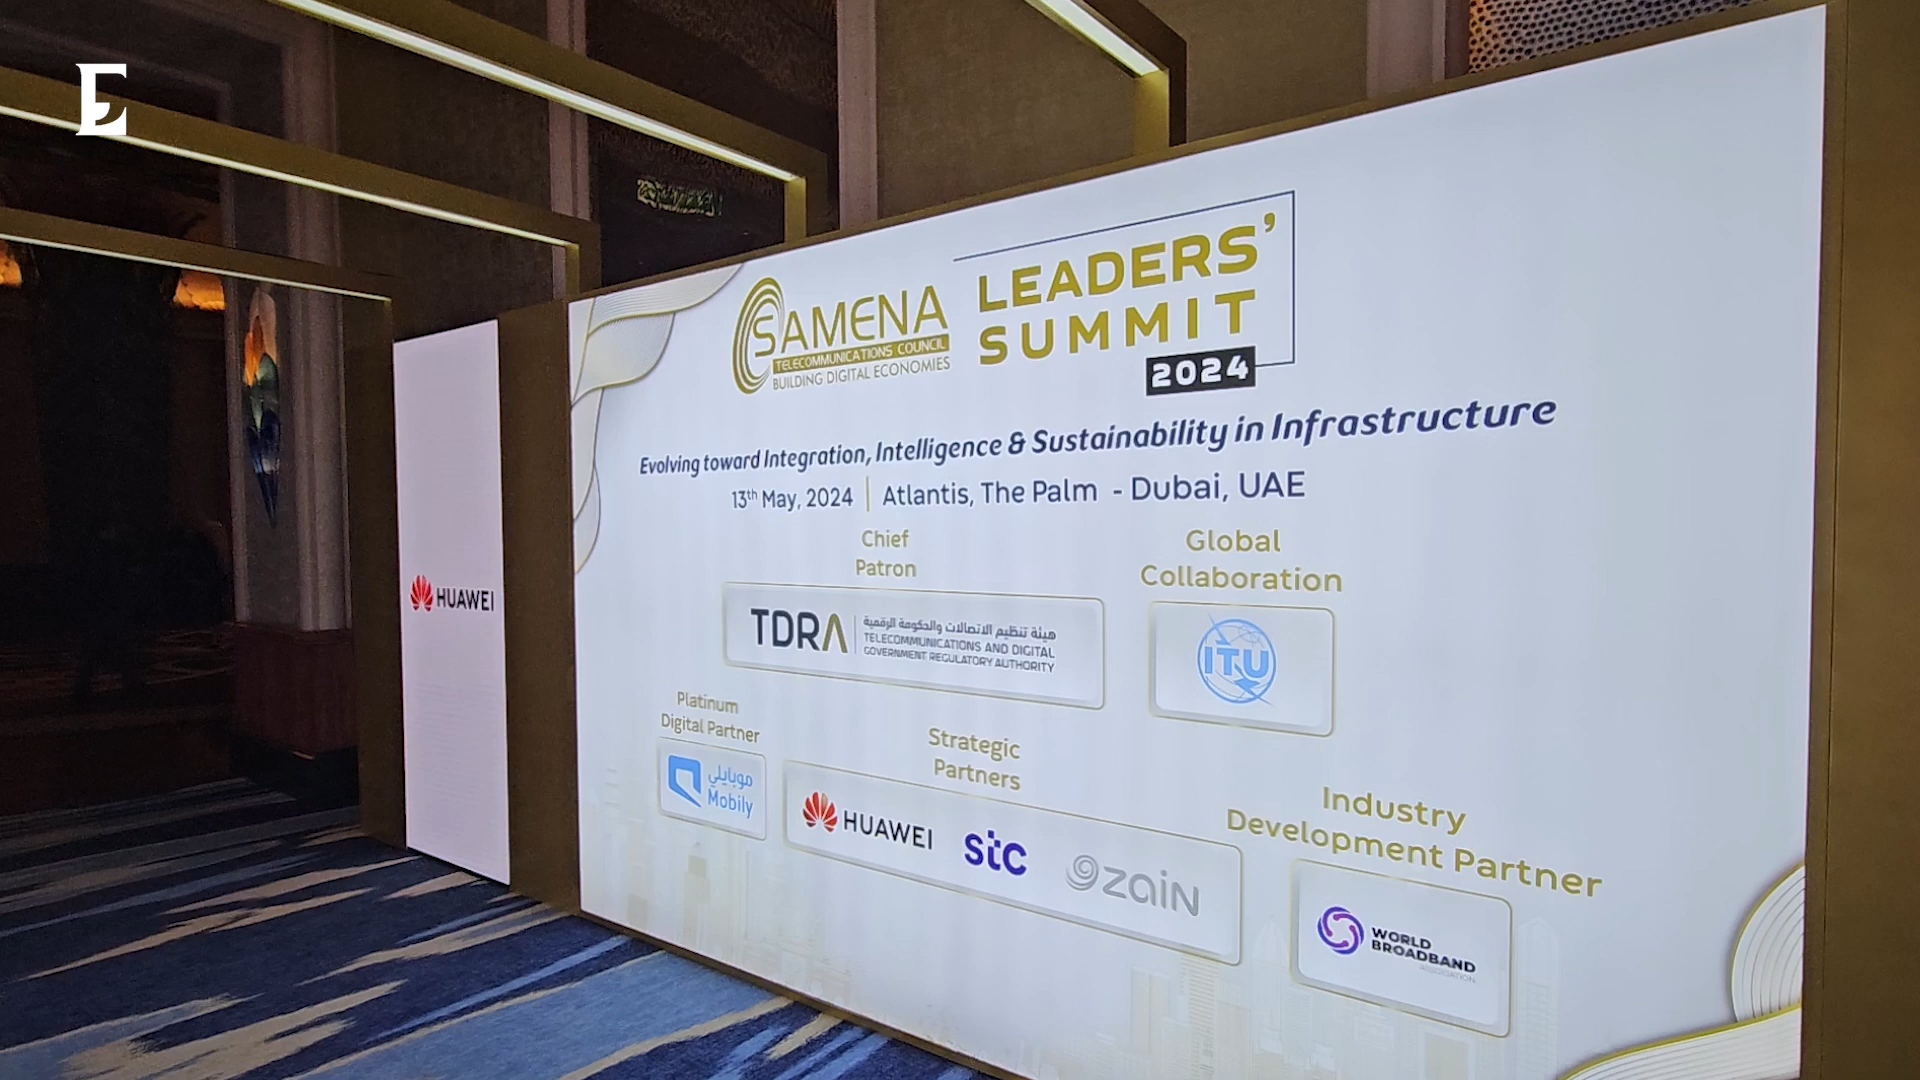 E
SAMENA
TELECOMMUNICATIONS COUNCIL
BUILDING DIGITAL ECONOMIES
LEADERS'
SUMMIT
2024
Evolving toward Integration, Intelligence & Sustainability in Infrastructure
13th May, 2024 | Atlantis, The Palm - Dubai, UAE
Chief
Patron
TDRA
هيئة تنظيم الاتصالات والحكومة الرقمية
TELECOMMUNICATIONS AND DIGITAL
GOVERNMENT REGULATORY AUTHORITY
Global
Collaboration
ITU
HUAWEI
Platinum
Digital Partner
موبايلي
Mobily
Strategic
Partners
HUAWEI
stc
zain
Industry
Development Partner
WORLD
BROADBAND
ASSOCIATION